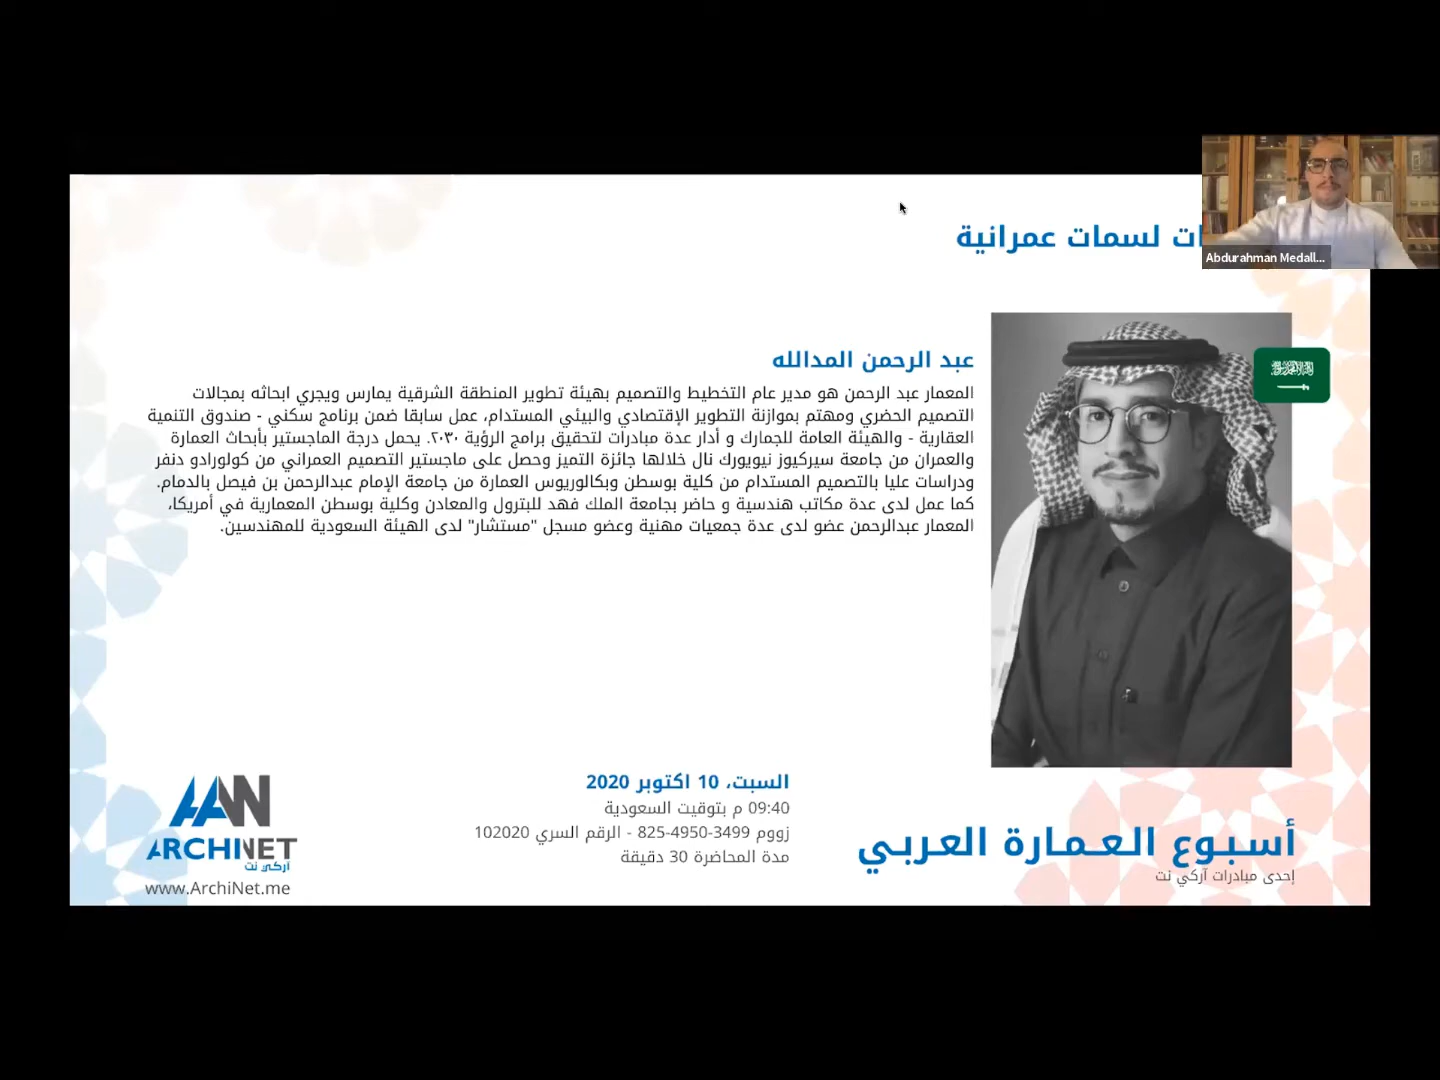 ات لسمات عمرانية
Abdurahman Medall...
عبد الرحمن المدالله
المعمار عبد الرحمن هو مدير عام التخطيط والتصميم بهيئة تطوير المنطقة الشرقية يمارس ويجري ابحاثه بمجالات
التصميم الحضري ومهتم بموازنة التطوير الإقتصادي والبيئي المستدام، عمل سابقا ضمن برنامج سكني - صندوق التنمية
العقارية - والهيئة العامة للجمارك و أدار عدة مبادرات لتحقيق برامج الرؤية ٢٠٣٠. يحمل درجة الماجستير بأبحاث العمارة
والعمران من جامعة سيركيوز نيويورك نال خلالها جائزة التميز وحصل على ماجستير التصميم العمراني من كولورادو دنفر
ودراسات عليا بالتصميم المستدام من كلية بوسطن وبكالوريوس العمارة من جامعة الإمام عبدالرحمن بن فيصل بالدمام.
كما عمل لدى عدة مكاتب هندسية و حاضر بجامعة الملك فهد للبترول والمعادن وكلية بوسطن المعمارية في أمريكا،
المعمار عبدالرحمن عضو لدى عدة جمعيات مهنية وعضو مسجل "مستشار" لدى الهيئة السعودية للمهندسين.
السبت، 10 اكتوبر 2020
09:40 م بتوقيت السعودية
زووم 3499-4950-825 - الرقم السري 102020
مدة المحاضرة 30 دقيقة
أسبوع العمارة العربي
إحدى مبادرات آركي نت
ARCHINET
آركي نت
www.ArchiNet.me